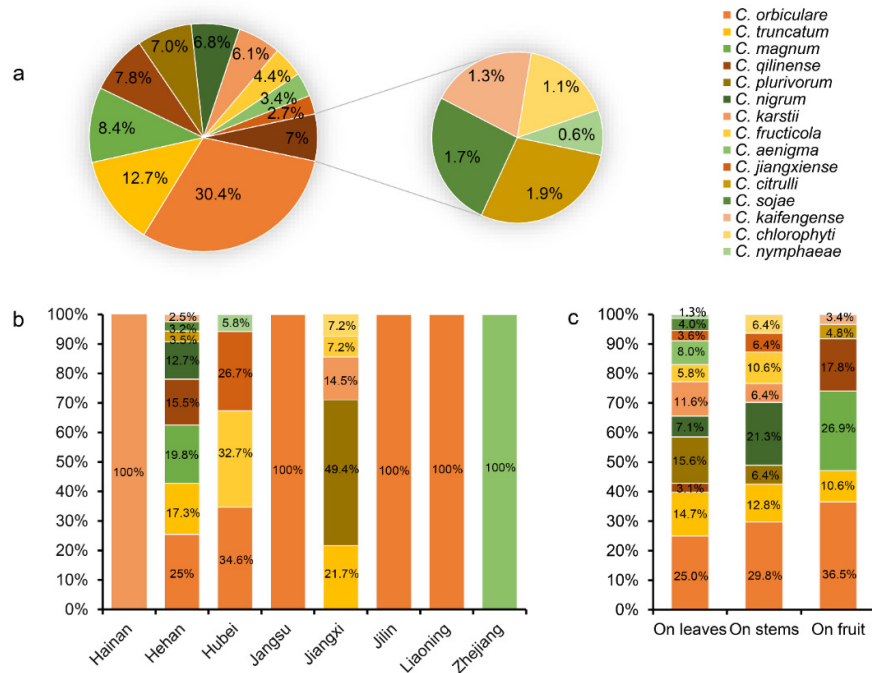 a
30.4%
12.7%
8.4%
7.8%
7.0%
6.8%
6.1%
4.4%
3.4%
2.7%
7%
1.3%
1.1%
0.6%
1.9%
1.7%
C. orbiculare
C. truncatum
C. magnum
C. qilinense
C. plurivorum
C. nigrum
C. karstii
C. fructicola
C. aenigma
C. jiangxiense
C. citrulli
C. sojae
C. kaifengense
C. chlorophyti
C. nymphaeae
b
100%
90%
80%
70%
60%
50%
40%
30%
20%
10%
0%
100%
2.5%
3.2%
3.5%
12.7%
15.5%
19.8%
17.3%
25%
5.8%
26.7%
32.7%
34.6%
100%
7.2%
7.2%
14.5%
49.4%
21.7%
100%
100%
100%
Hainan
Hehan
Hubei
Jangsu
Jiangxi
Jilin
Liaoning
Zhejiang
c
100%
90%
80%
70%
60%
50%
40%
30%
20%
10%
0%
1.3%
4.0%
3.6%
8.0%
5.8%
11.6%
7.1%
15.6%
3.1%
14.7%
25.0%
6.4%
6.4%
10.6%
6.4%
21.3%
6.4%
12.8%
29.8%
3.4%
4.8%
17.8%
26.9%
10.6%
36.5%
On leaves
On stems
On fruit